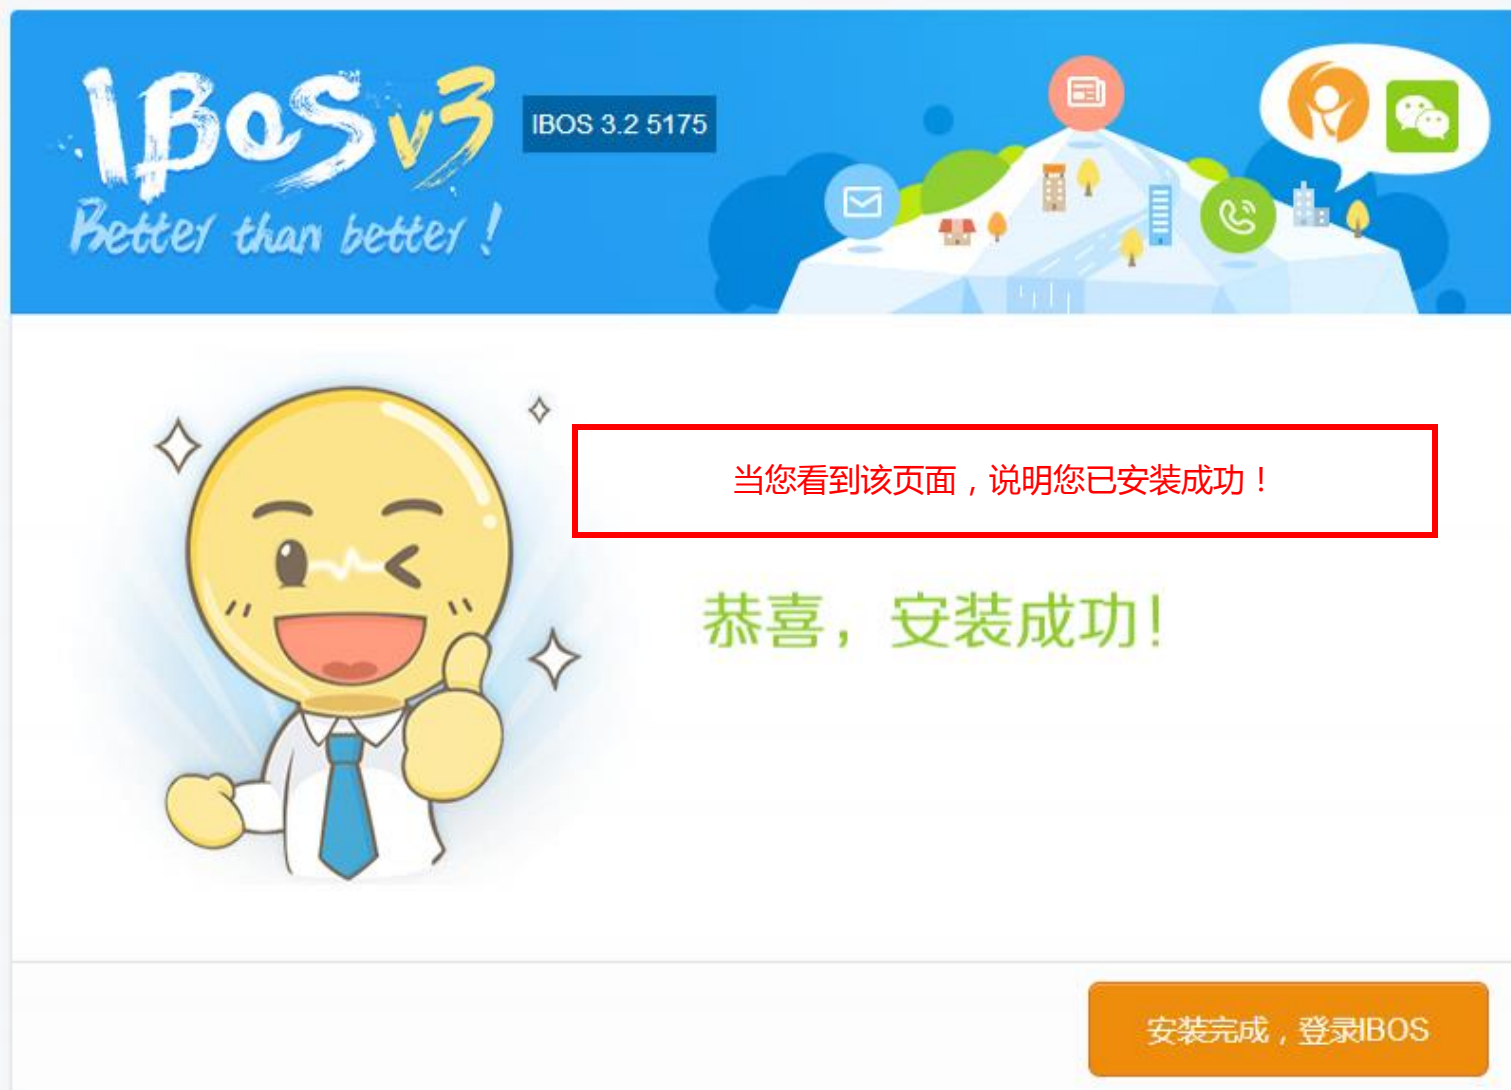 IBOS v3
IBOS 3.2 5175
Better than better!
当您看到该页面，说明您已安装成功！
恭喜，安装成功！
安装完成，登录IBOS